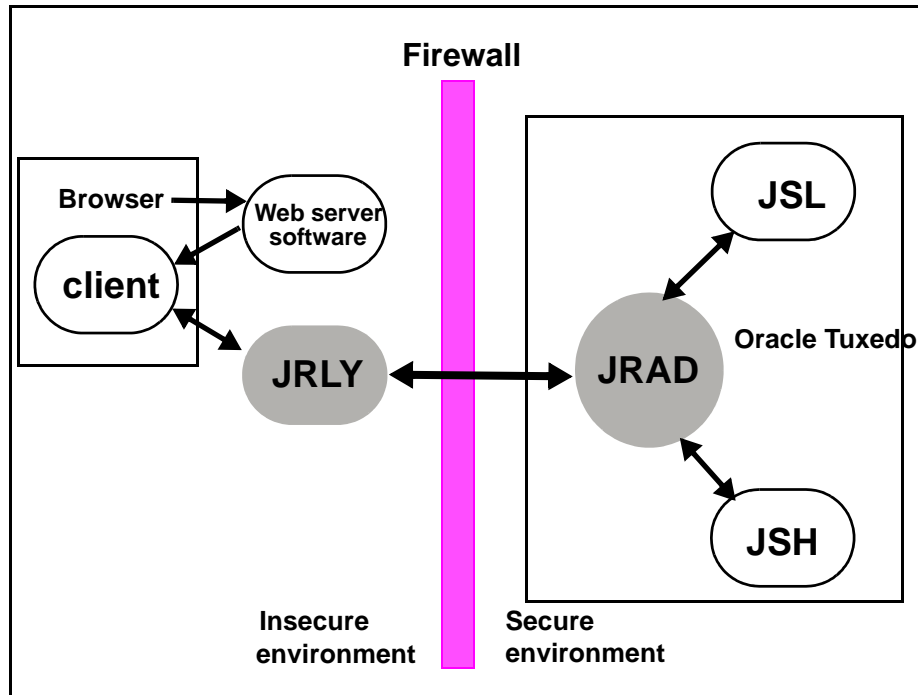 Firewall
Browser
Web server
software
client
JRLY
JSL
JRAD
Oracle Tuxedo
JSH
Insecure
environment
Secure
environment